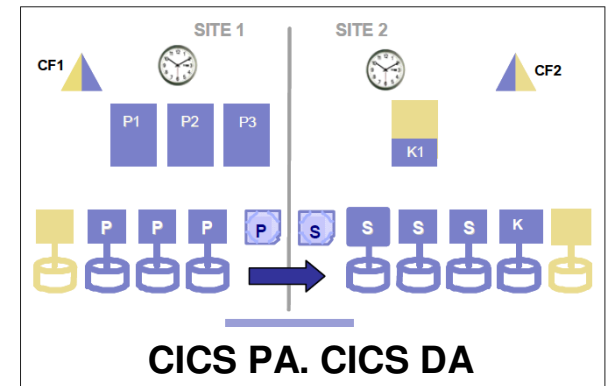 SITE 1 SITE 2
CF1 CF2
P1 P2 P3
K1
P P P P S S S S K
CICS PA. CICS DA